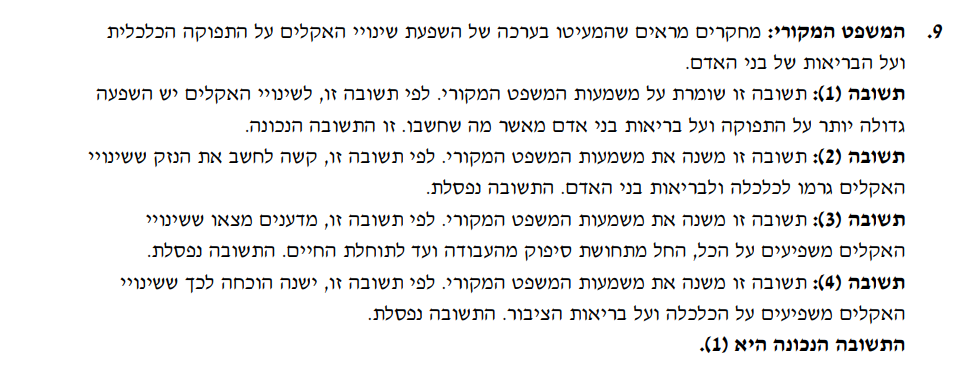 9. המשפט המקורי: מחקרים מראים שהמעיטו בערכה של השפעת שינויי האקלים על התפוקה הכלכלית
ועל הבריאות של בני האדם.
תשובה (1): תשובה זו שומרת על משמעות המשפט המקורי. לפי תשובה זו, לשינויי האקלים יש השפעה
גדולה יותר על התפוקה ועל בריאות בני אדם מאשר מה שחשבו. זו התשובה הנכונה.
תשובה (2): תשובה זו משנה את משמעות המשפט המקורי. לפי תשובה זו, קשה לחשב את הנזק ששינויי
האקלים גרמו לכלכלה ולבריאות בני האדם. התשובה נפסלת.
תשובה (3): תשובה זו משנה את משמעות המשפט המקורי. לפי תשובה זו, מדענים מצאו ששינויי
האקלים משפיעים על הכל, החל מתחושת סיפוק מהעבודה ועד לתוחלת החיים. התשובה נפסלת.
תשובה (4): תשובה זו משנה את משמעות המשפט המקורי. לפי תשובה זו, ישנה הוכחה לכך ששינויי
האקלים משפיעים על הכלכלה ועל בריאות הציבור. התשובה נפסלת.
התשובה הנכונה היא (1).